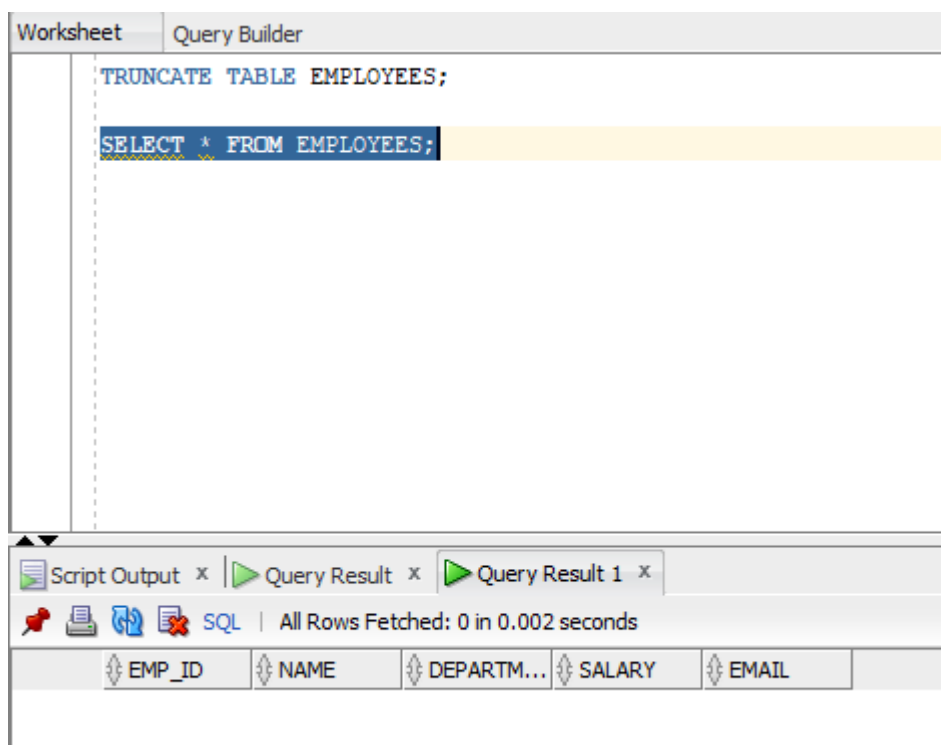 Worksheet Query Builder
TRUNCATE TABLE EMPLOYEES;
SELECT * FROM EMPLOYEES;
Script Output x Query Result x Query Result 1 x
SQL | All Rows Fetched: 0 in 0.002 seconds
EMP_ID NAME DEPARTM... SALARY EMAIL